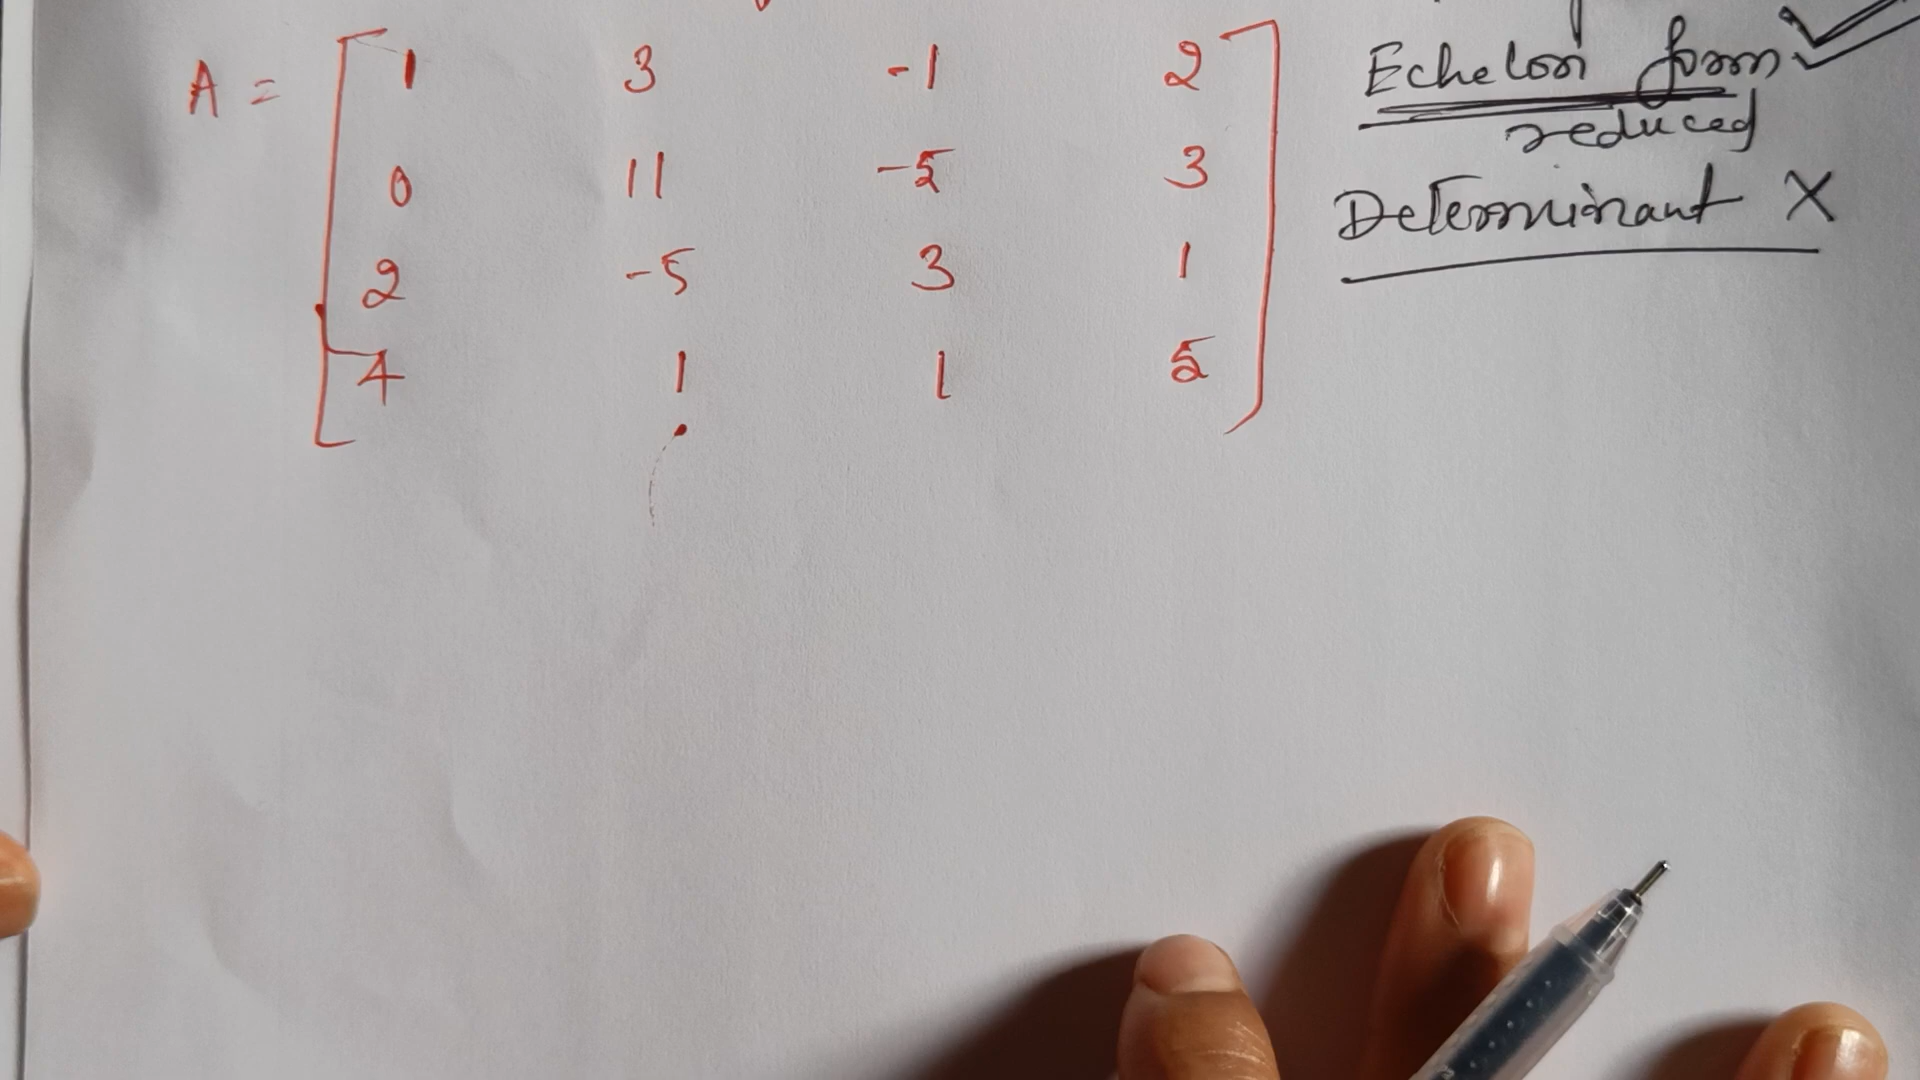 A = [ 1 3 -1 2 ]
0 11 -5 3
2 -5 3 1
4 1 1 5
Echelon form ✓
reduced
Determinant X